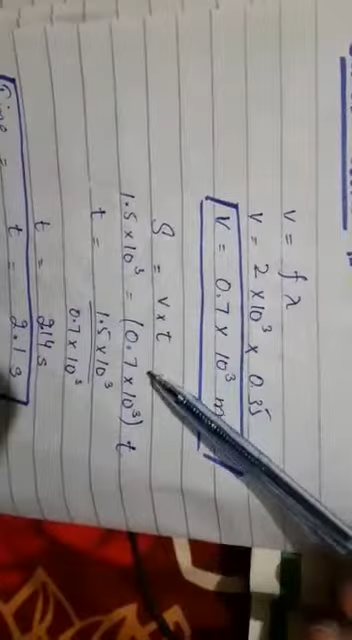 v = f λ
v = 2 × 10³ × 0.35
v = 0.7 × 10³ m
S = v × t
1.5 × 10³ = (0.7 × 10³) t
t = 1.5 × 10³
0.7 × 10³
t = 2.14 s
t = 2.1 s
Time =